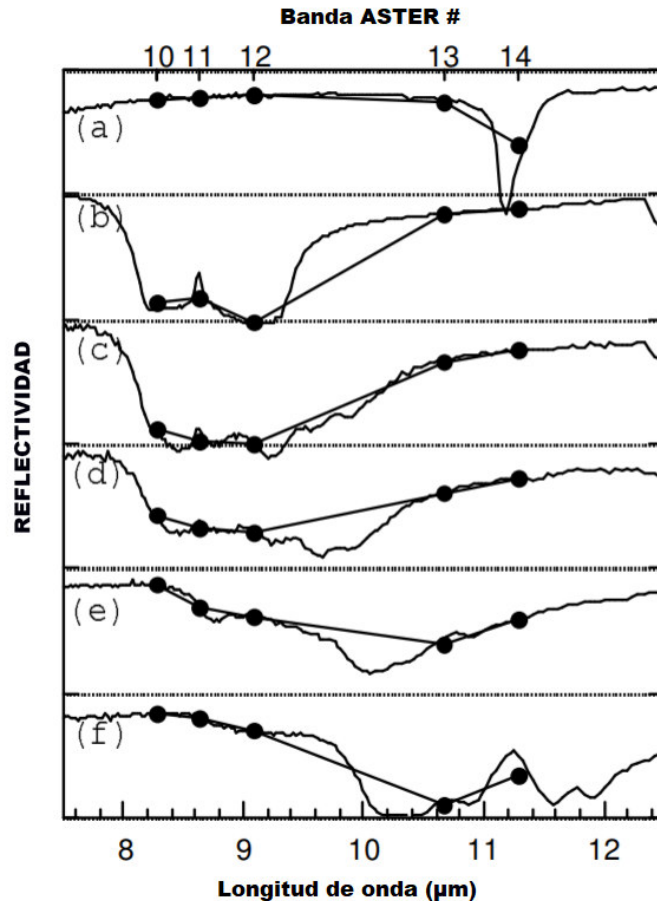 Banda ASTER #
10 11 12 13 14
(a)
(b)
(c)
(d)
(e)
(f)
REFLECTIVIDAD
8 9 10 11 12
Longitud de onda (µm)